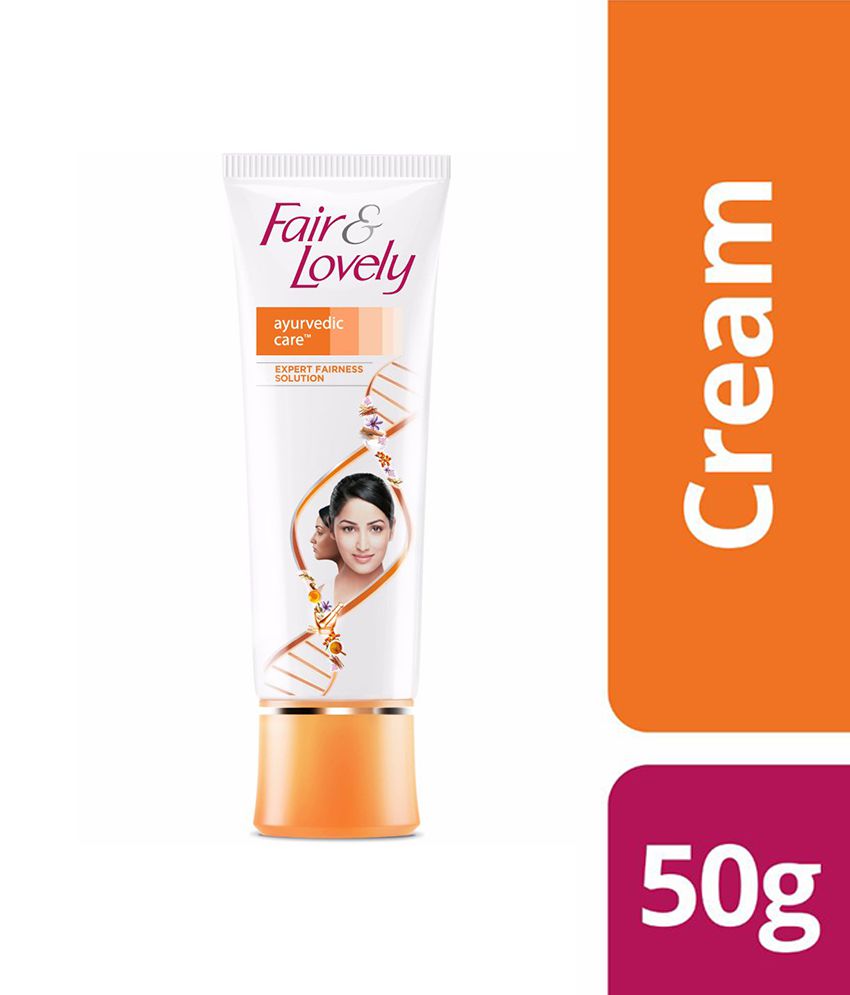 Fair &
Lovely
ayurvedic
care™
EXPERT FAIRNESS
SOLUTION
Cream
50g